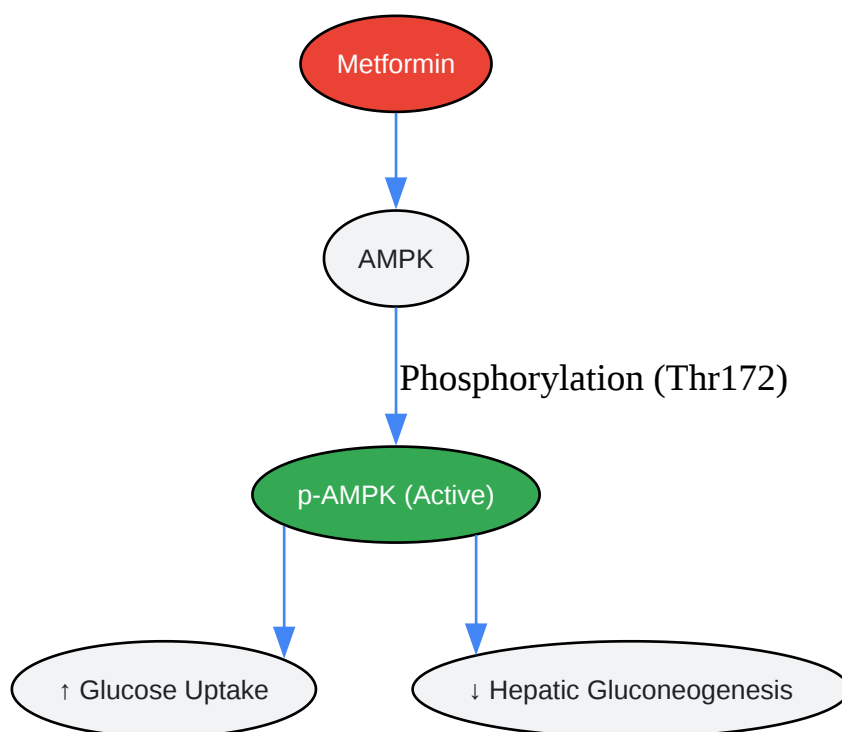 Metformin
AMPK
Phosphorylation (Thr172)
p-AMPK (Active)
↑ Glucose Uptake
↓ Hepatic Gluconeogenesis